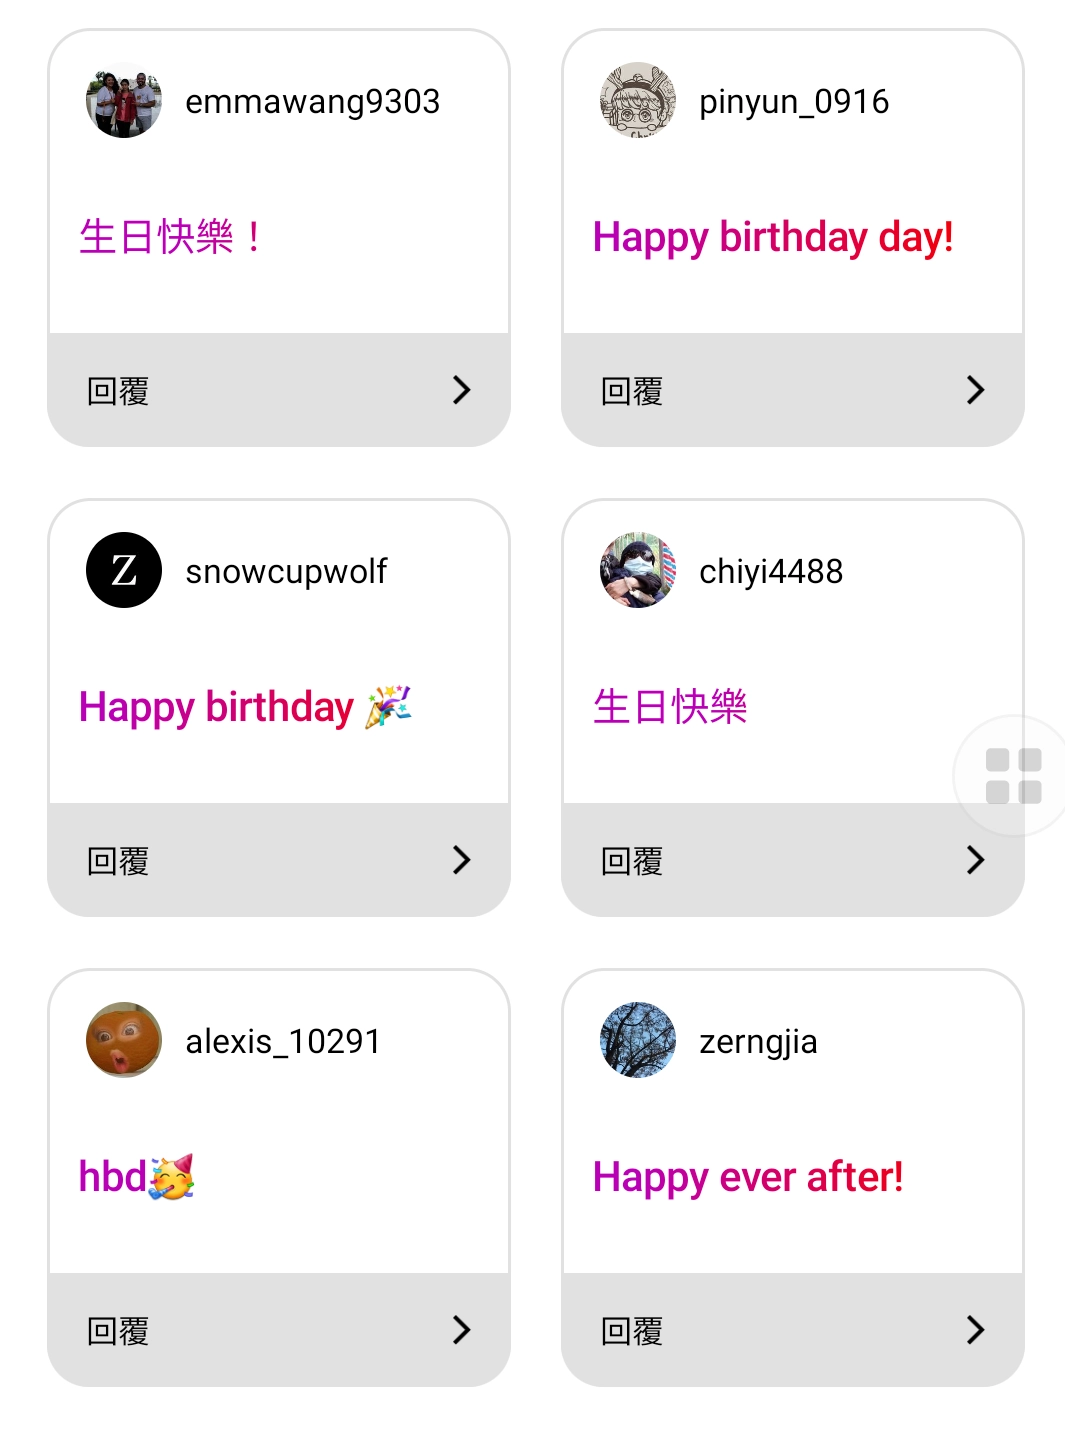 emmawang9303
生日快樂！
回覆
pinyun_0916
Happy birthday day!
回覆
Z
snowcupwolf
Happy birthday 🎉
回覆
chiyi4488
生日快樂
回覆
alexis_10291
hbd🥳
回覆
zerngjia
Happy ever after!
回覆